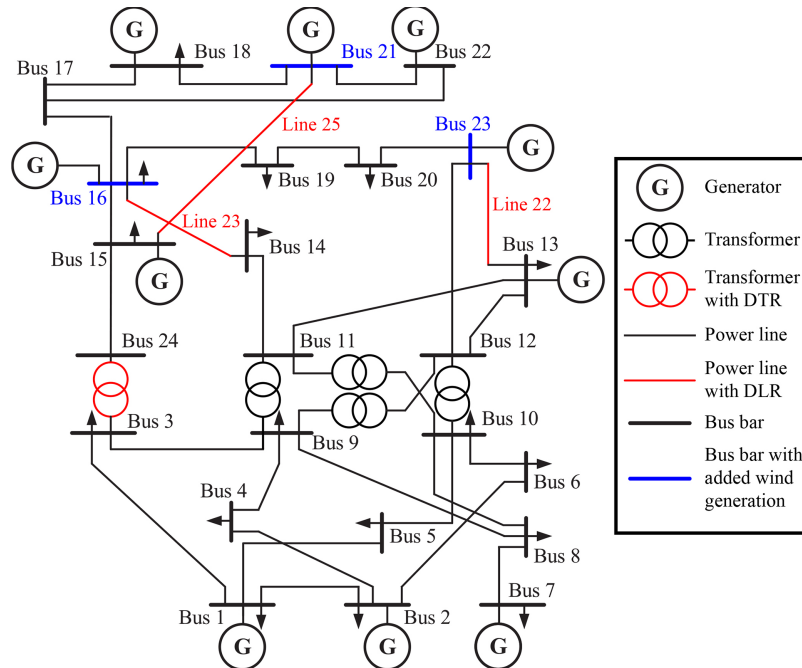 G
G
G
Bus 18
Bus 21
Bus 22
Bus 17
Line 25
Bus 23
G
G
G
Generator
Bus 19
Bus 20
Bus 16
Line 22
Line 23
Bus 14
Bus 13
Transformer
Bus 15
G
G
Transformer
with DTR
Bus 24
Bus 11
Bus 12
Power line
Power line
with DLR
Bus 3
Bus 9
Bus 10
Bus bar
Bus bar with
added wind
generation
Bus 4
Bus 6
Bus 5
Bus 8
Bus 7
Bus 1
Bus 2
G
G
G